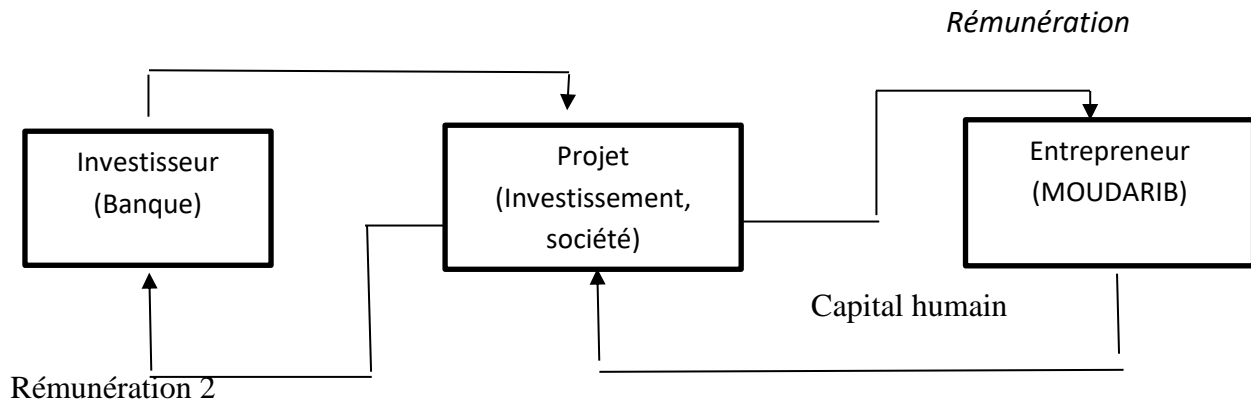 Rémunération
Investisseur
(Banque)
Projet
(Investissement,
société)
Entrepreneur
(MOUDARIB)
Capital humain
Rémunération 2